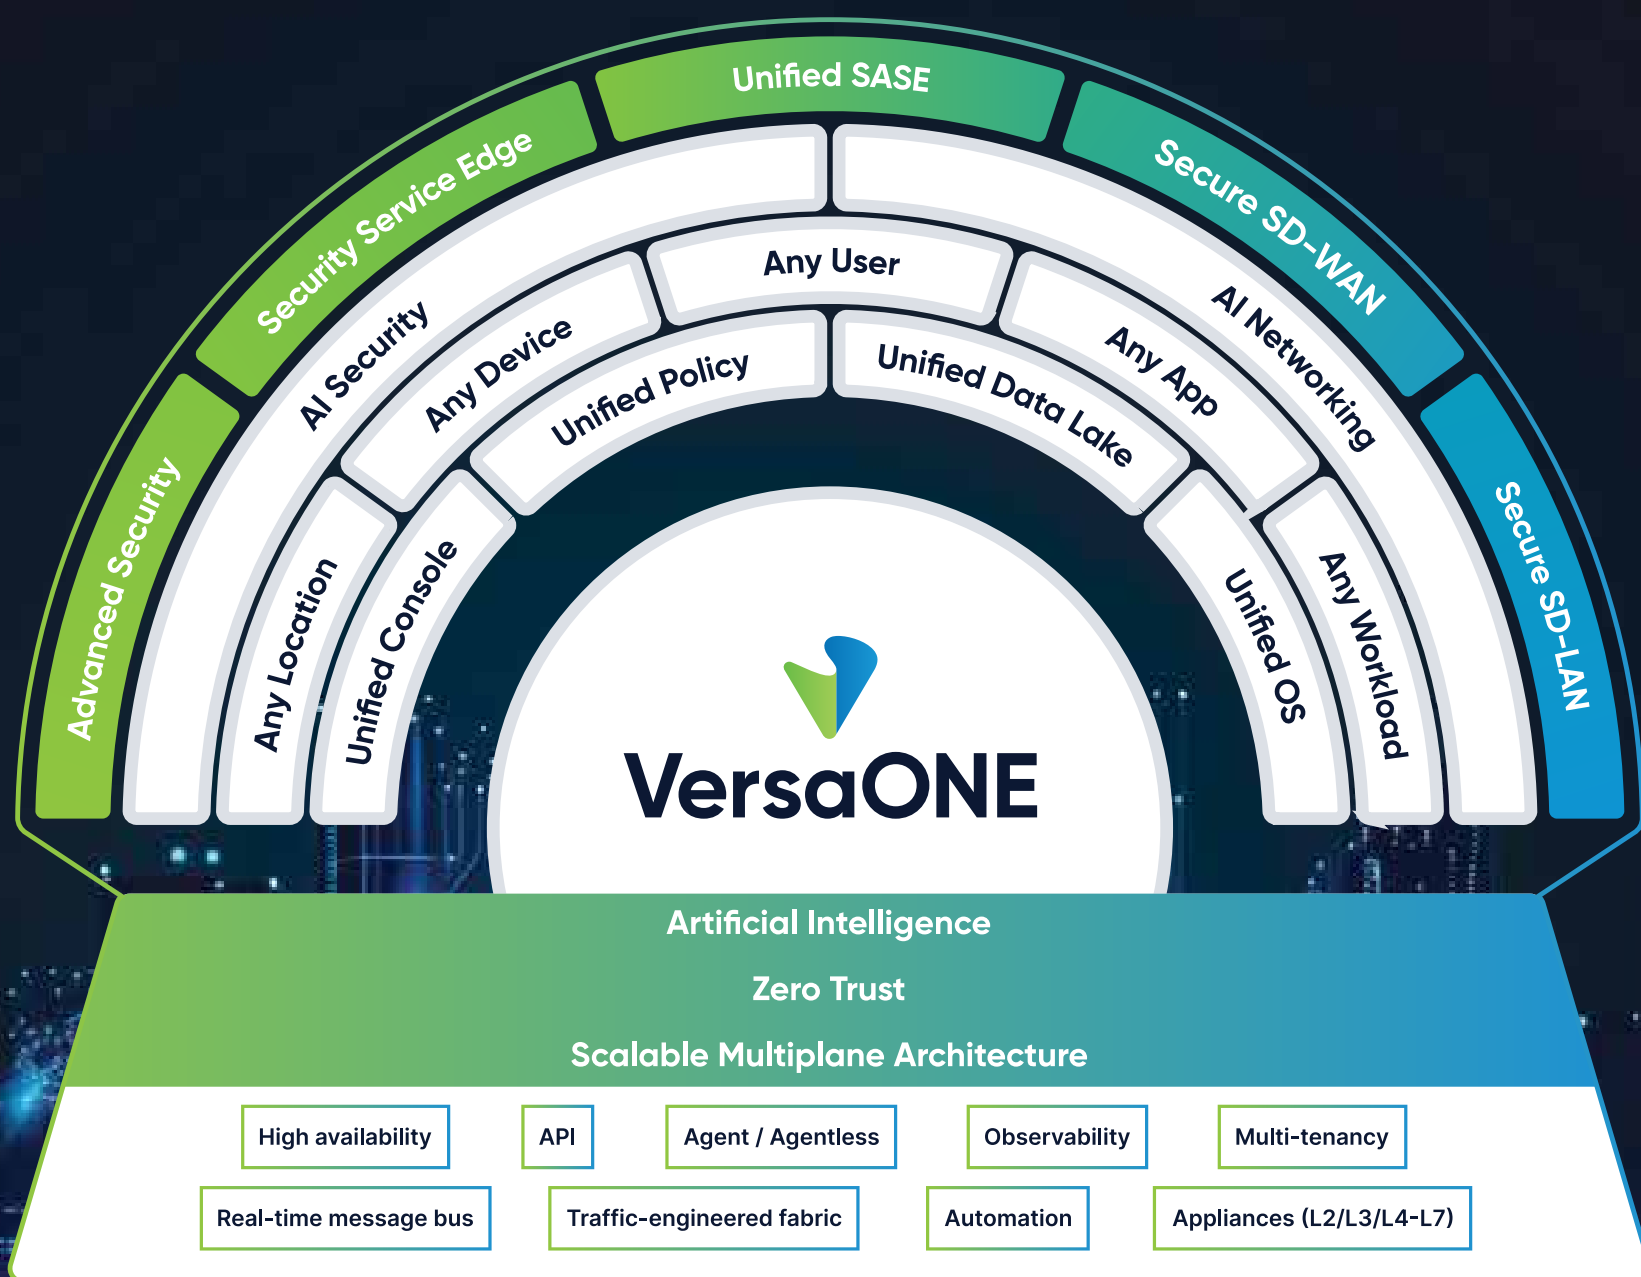 Unified SASE
Security Service Edge
Secure SD-WAN
Advanced Security
Secure SD-LAN
AI Security
AI Networking
Any Location
Any Device
Any User
Any App
Any Workload
Unified Console
Unified Policy
Unified Data Lake
Unified OS
VersaONE
Artificial Intelligence
Zero Trust
Scalable Multiplane Architecture
High availability
API
Agent / Agentless
Observability
Multi-tenancy
Real-time message bus
Traffic-engineered fabric
Automation
Appliances (L2/L3/L4-L7)